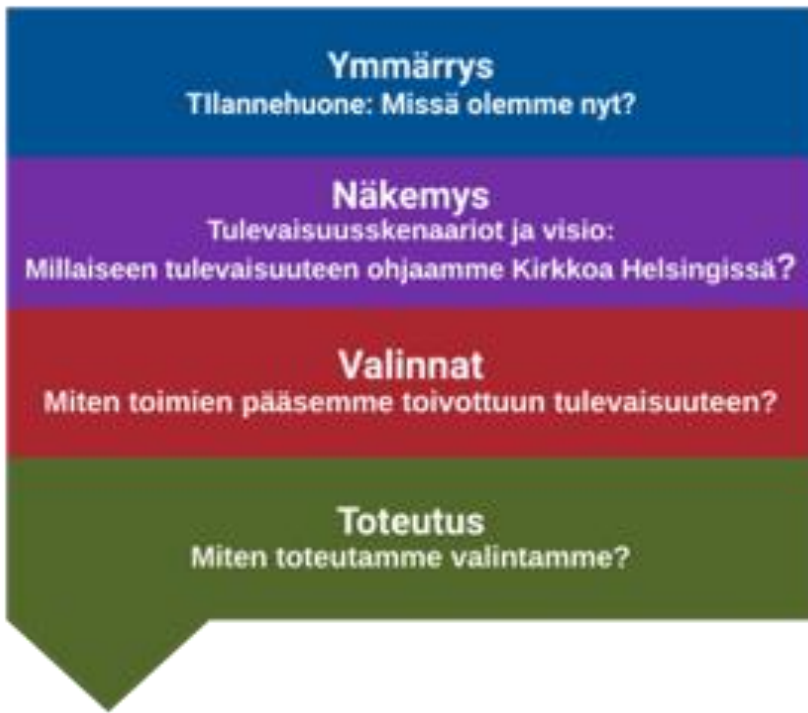 Ymmärrys
TIlannehuone: Missä olemme nyt?
Näkemys
Tulevaisuusskenaariot ja visio:
Millaiseen tulevaisuuteen ohjaamme Kirkkoa Helsingissä?
Valinnat
Miten toimien pääsemme toivottuun tulevaisuuteen?
Toteutus
Miten toteutamme valintamme?